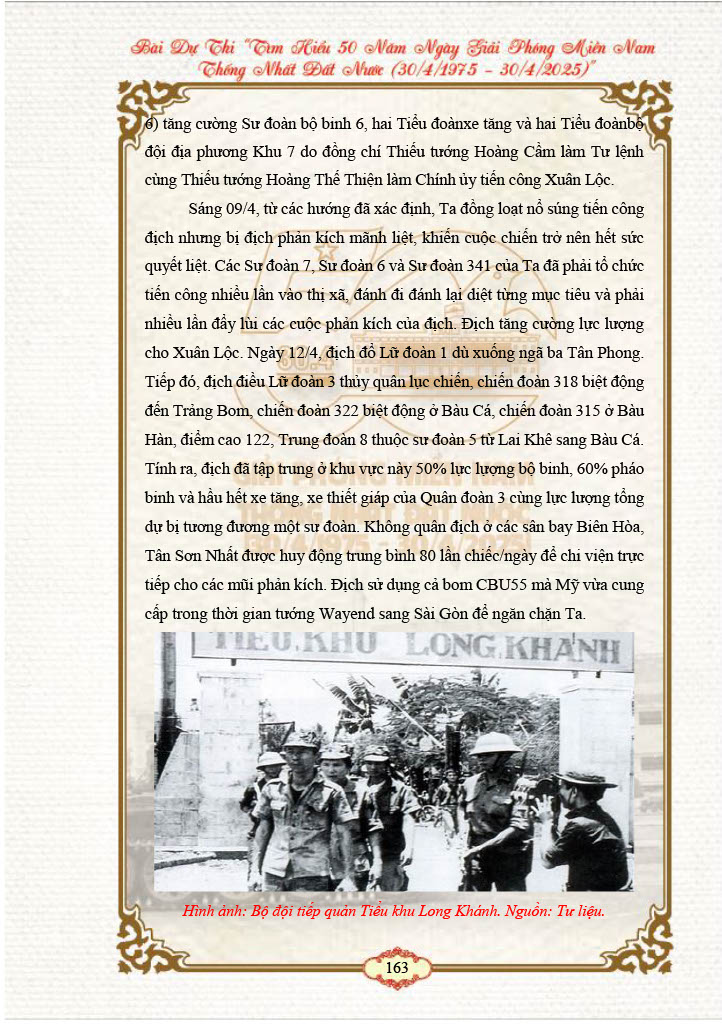 Bài Dự Thi “Tìm Hiểu 50 Năm Ngày Giải Phóng Miền Nam
Thống Nhất Đất Nước (30/4/1975 – 30/4/2025)”
6) tăng cường Sư đoàn bộ binh 6, hai Tiểu đoànxe tăng và hai Tiểu đoànbộ
đội địa phương Khu 7 do đồng chí Thiếu tướng Hoàng Cầm làm Tư lệnh
cùng Thiếu tướng Hoàng Thế Thiện làm Chính ủy tiến công Xuân Lộc.
Sáng 09/4, từ các hướng đã xác định, Ta đồng loạt nổ súng tiến công
địch nhưng bị địch phản kích mãnh liệt, khiến cuộc chiến trở nên hết sức
quyết liệt. Các Sư đoàn 7, Sư đoàn 6 và Sư đoàn 341 của Ta đã phải tổ chức
tiến công nhiều lần vào thị xã, đánh đi đánh lại diệt từng mục tiêu và phải
nhiều lần đẩy lùi các cuộc phản kích của địch. Địch tăng cường lực lượng
cho Xuân Lộc. Ngày 12/4, địch đổ Lữ đoàn 1 dù xuống ngã ba Tân Phong.
Tiếp đó, địch điều Lữ đoàn 3 thủy quân lục chiến, chiến đoàn 318 biệt động
đến Trảng Bom, chiến đoàn 322 biệt động ở Bàu Cá, chiến đoàn 315 ở Bàu
Hàn, điểm cao 122, Trung đoàn 8 thuộc sư đoàn 5 từ Lai Khê sang Bàu Cá.
Tính ra, địch đã tập trung ở khu vực này 50% lực lượng bộ binh, 60% pháo
binh và hầu hết xe tăng, xe thiết giáp của Quân đoàn 3 cùng lực lượng tổng
dự bị tương đương một sư đoàn. Không quân địch ở các sân bay Biên Hòa,
Tân Sơn Nhất được huy động trung bình 80 lần chiếc/ngày để chi viện trực
tiếp cho các mũi phản kích. Địch sử dụng cả bom CBU55 mà Mỹ vừa cung
cấp trong thời gian tướng Wayend sang Sài Gòn để ngăn chặn Ta.
30.4
GIẢI PHÓNG MIỀN NAM
THỐNG NHẤT ĐẤT NƯỚC
(30/4/1975 - 30/4/2025)
TIỂU.KHU LONG.KHÁNH
Hình ảnh: Bộ đội tiếp quản Tiểu khu Long Khánh. Nguồn: Tư liệu.
163